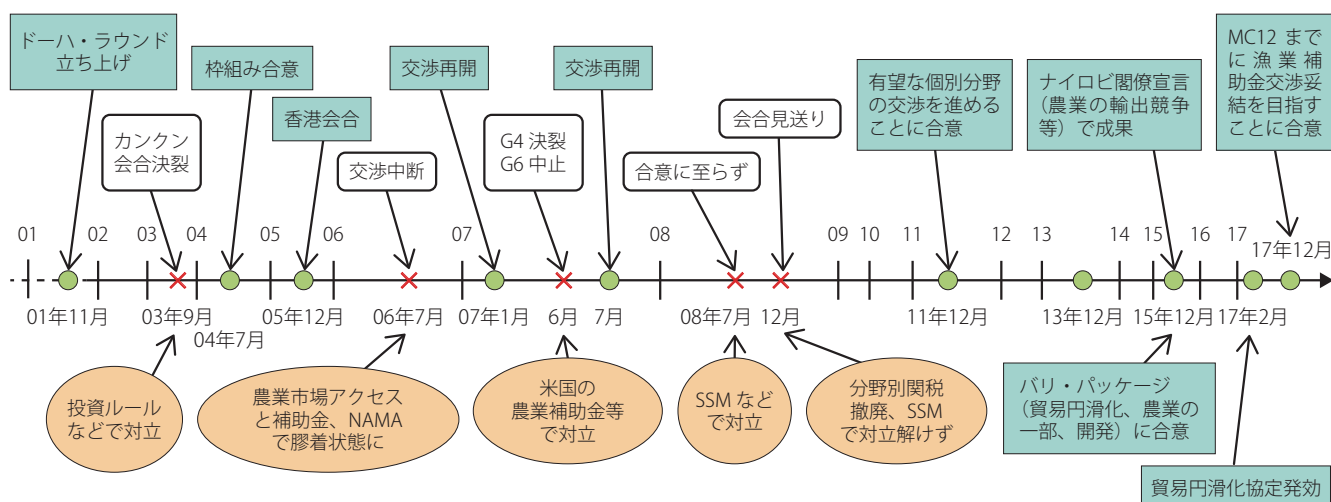 ドーハ・ラウンド
立ち上げ
枠組み合意
香港会合
交渉再開
交渉再開
有望な個別分野
の交渉を進める
ことに合意
ナイロビ閣僚宣言
(農業の輸出競争
等)で成果
MC12 まで
に漁業補
助金交渉妥
結を目指す
ことに合意
カンクン
会合決裂
交渉中断
G4 決裂
G6 中止
合意に至らず
会合見送り
01 02 03 04 05 06 07 08 09 10 11 12 13 14 15 16 17
17年12月
01年11月 03年9月 05年12月 06年7月 07年1月 6月 7月 08年7月 12月 11年12月 13年12月 15年12月 17年2月
04年7月
投資ルール
などで対立
農業市場アクセス
と補助金、NAMA
で膠着状態に
米国の
農業補助金等
で対立
SSM など
で対立
分野別関税
撤廃、SSM
で対立解けず
バリ・パッケージ
(貿易円滑化、農業の
一部、開発)に合意
貿易円滑化協定発効